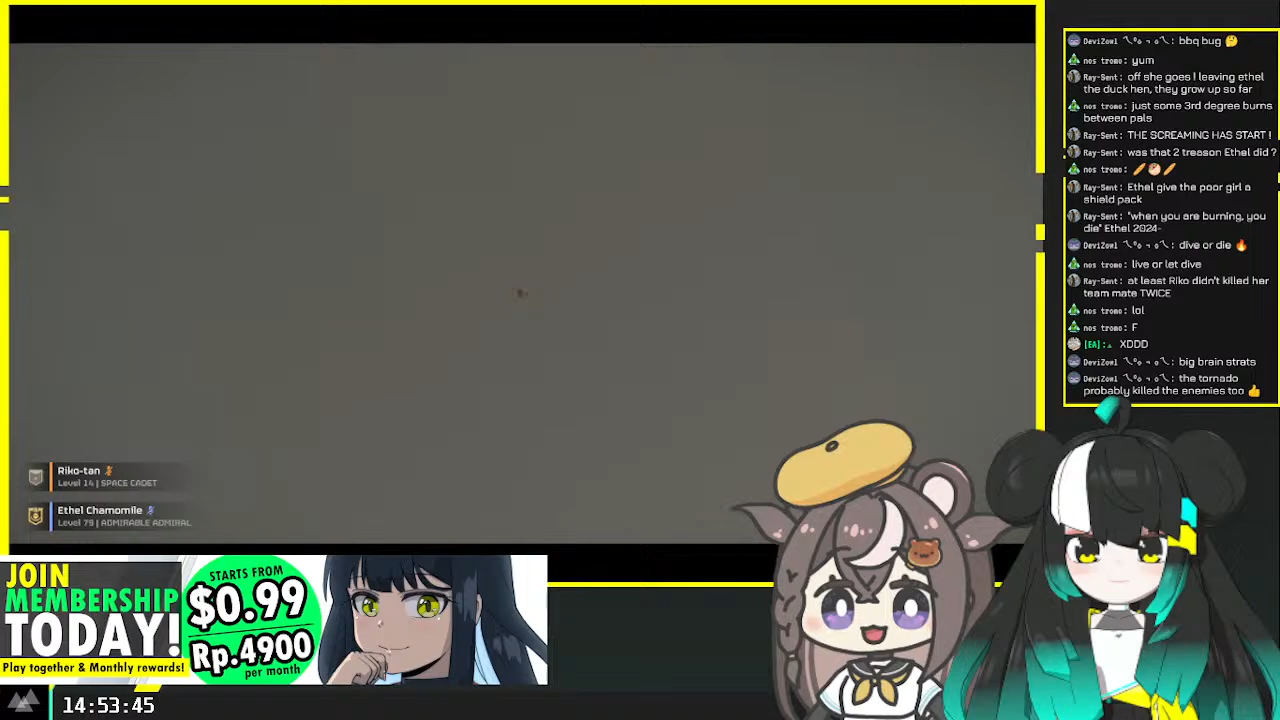 DeviZowl ╲°o ¬ o╲: bbq bug 🤔
nos tromo: yum
Ray-Sent: off she goes ! leaving ethel
the duck hen, they grow up so far
nos tromo: just some 3rd degree burns
between pals
Ray-Sent: THE SCREAMING HAS START !
Ray-Sent: was that 2 treason Ethel did ?
nos tromo: 🥖🍪🥖
Ray-Sent: Ethel give the poor girl a
shield pack
Ray-Sent: "when you are burning, you
die" Ethel 2024-
DeviZowl ╲°o ¬ o╲: dive or die 🔥
nos tromo: live or let dive
Ray-Sent: at least Riko didn't killed her
team mate TWICE
nos tromo: lol
nos tromo: F
[EA]: XDDD
DeviZowl ╲°o ¬ o╲: big brain strats
DeviZowl ╲°o ¬ o╲: the tornado
probably killed the enemies too 👍
Riko-tan
Level 14 | SPACE CADET
Ethel Chamomile
Level 79 | ADMIRABLE ADMIRAL
JOIN
MEMBERSHIP
TODAY!
Play together & Monthly rewards!
STARTS FROM
$0.99
Rp.4900
per month
14:53:45